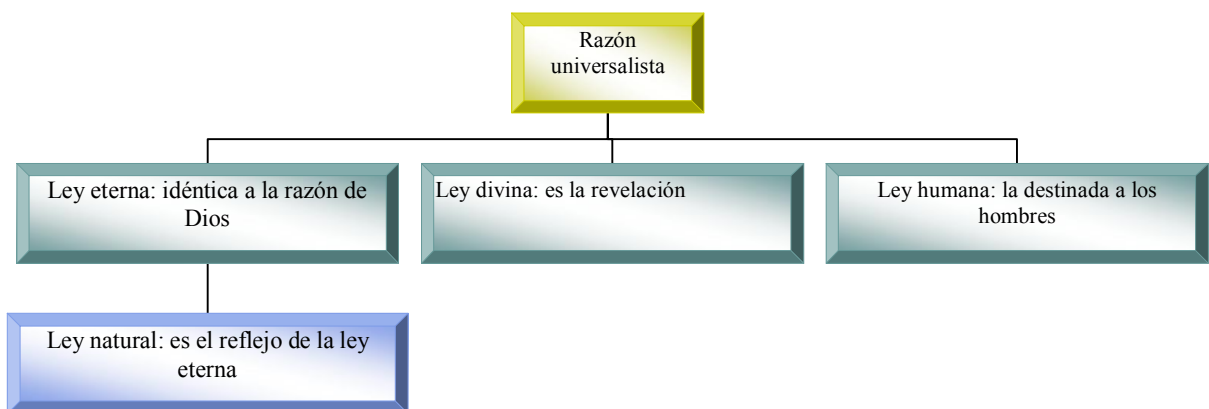 Razón
universalista
Ley eterna: idéntica a la razón de
Dios
Ley divina: es la revelación
Ley humana: la destinada a los
hombres
Ley natural: es el reflejo de la ley
eterna